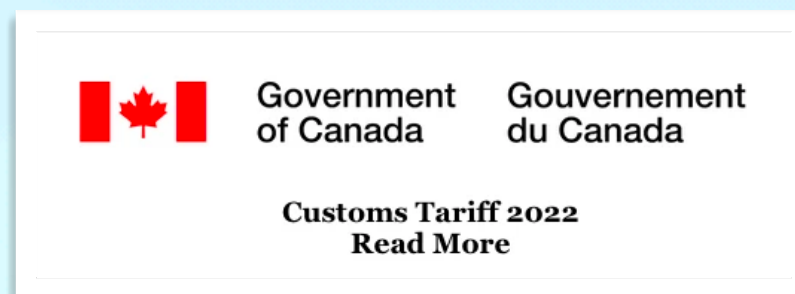 Government
of Canada
Gouvernement
du Canada
Customs Tariff 2022
Read More